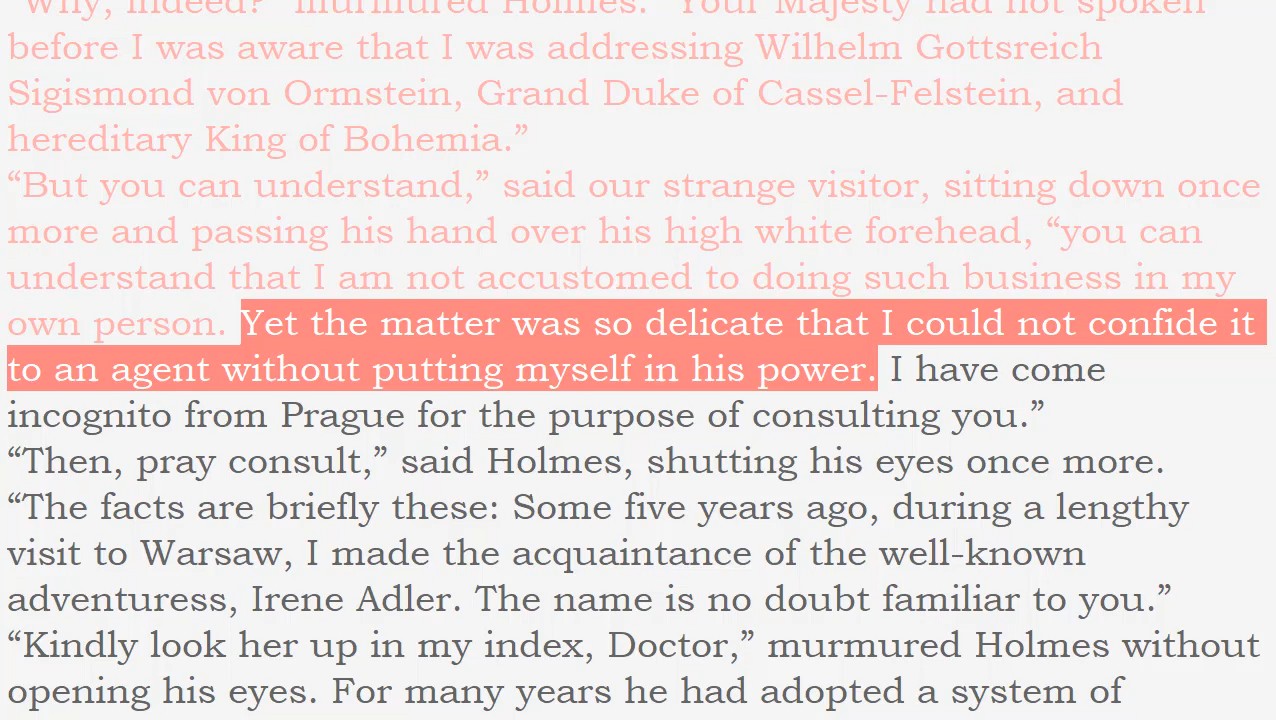 "Why, indeed?" murmured Holmes. "Your Majesty had not spoken
before I was aware that I was addressing Wilhelm Gottsreich
Sigismond von Ormstein, Grand Duke of Cassel-Felstein, and
hereditary King of Bohemia.”
“But you can understand,” said our strange visitor, sitting down once
more and passing his hand over his high white forehead, “you can
understand that I am not accustomed to doing such business in my
own person. Yet the matter was so delicate that I could not confide it
to an agent without putting myself in his power. I have come
incognito from Prague for the purpose of consulting you.”
“Then, pray consult,” said Holmes, shutting his eyes once more.
“The facts are briefly these: Some five years ago, during a lengthy
visit to Warsaw, I made the acquaintance of the well-known
adventuress, Irene Adler. The name is no doubt familiar to you.”
“Kindly look her up in my index, Doctor,” murmured Holmes without
opening his eyes. For many years he had adopted a system of